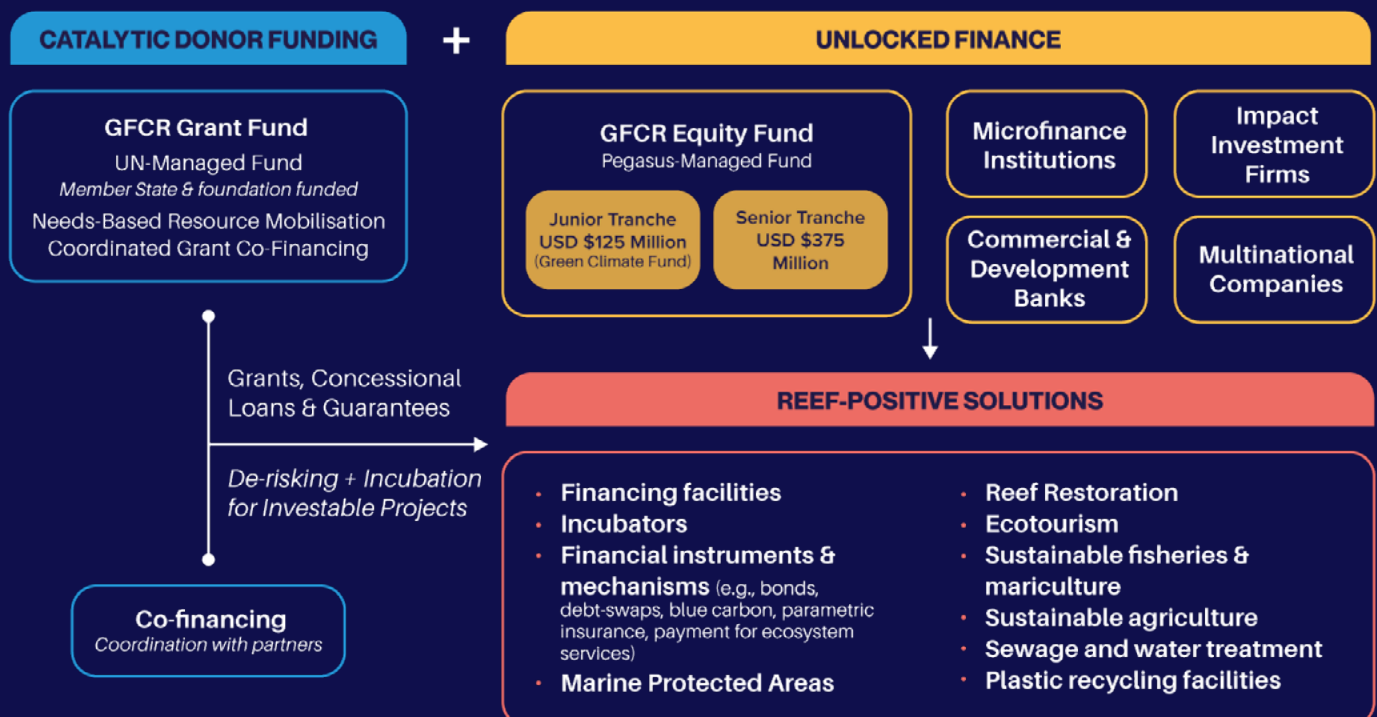 CATALYTIC DONOR FUNDING
+
UNLOCKED FINANCE
GFCR Grant Fund
UN-Managed Fund
Member State & foundation funded
Needs-Based Resource Mobilisation
Coordinated Grant Co-Financing
GFCR Equity Fund
Pegasus-Managed Fund
Junior Tranche
USD $125 Million
(Green Climate Fund)
Senior Tranche
USD $375
Million
Microfinance
Institutions
Impact
Investment
Firms
Commercial &
Development
Banks
Multinational
Companies
Grants, Concessional
Loans & Guarantees
De-risking + Incubation
for Investable Projects
Co-financing
Coordination with partners
REEF-POSITIVE SOLUTIONS
• Financing facilities
• Incubators
• Financial instruments &
mechanisms (e.g., bonds,
debt-swaps, blue carbon, parametric
insurance, payment for ecosystem
services)
• Marine Protected Areas
• Reef Restoration
• Ecotourism
• Sustainable fisheries &
mariculture
• Sustainable agriculture
• Sewage and water treatment
• Plastic recycling facilities